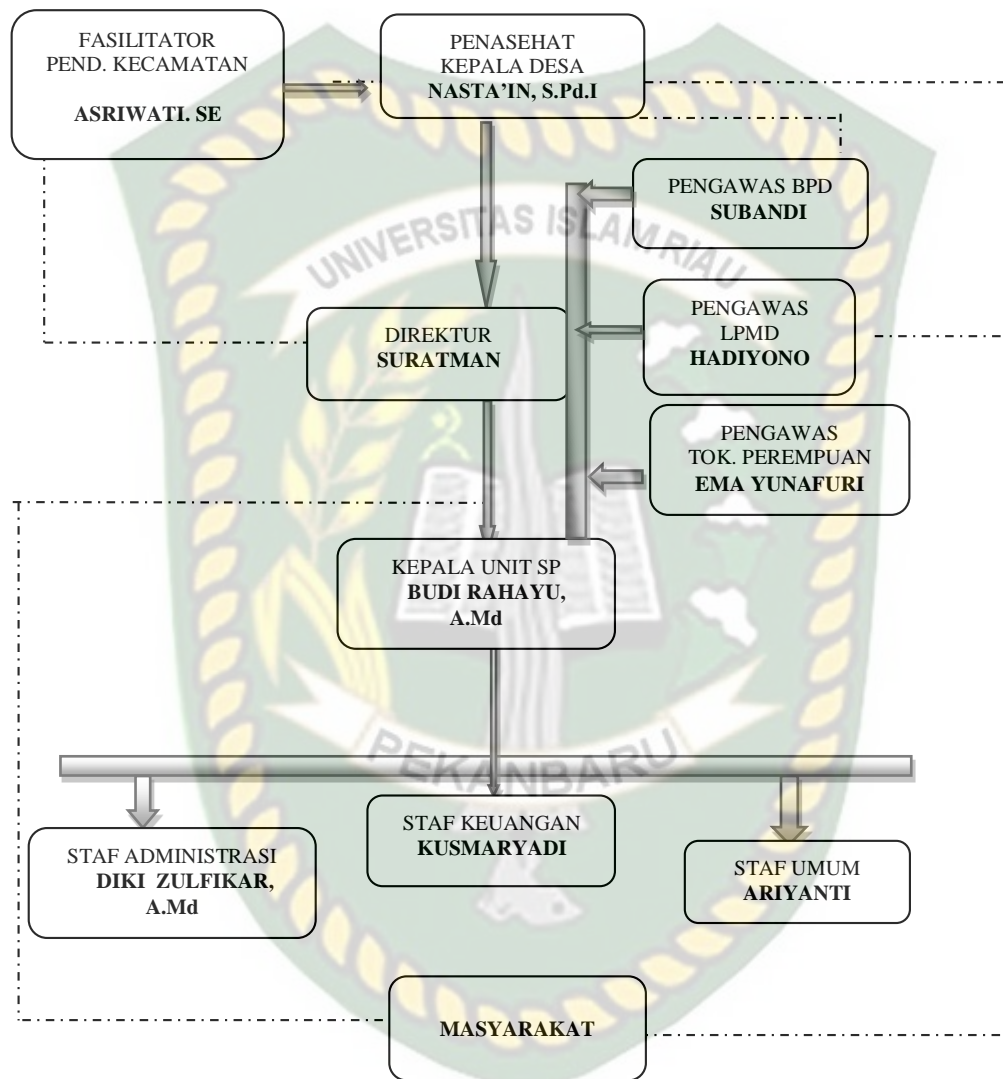 FASILITATOR
PEND. KECAMATAN
ASRIWATI. SE
PENASEHAT
KEPALA DESA
NASTA’IN, S.Pd.I
PENGAWAS BPD
SUBANDI
UNIVERSITAS ISLAM RIAU
DIREKTUR
SURATMAN
PENGAWAS
LPMD
HADIYONO
PENGAWAS
TOK. PEREMPUAN
EMA YUNAFURI
KEPALA UNIT SP
BUDI RAHAYU,
A.Md
PEKANBARU
STAF ADMINISTRASI
DIKI ZULFIKAR,
A.Md
STAF KEUANGAN
KUSMARYADI
STAF UMUM
ARIYANTI
MASYARAKAT